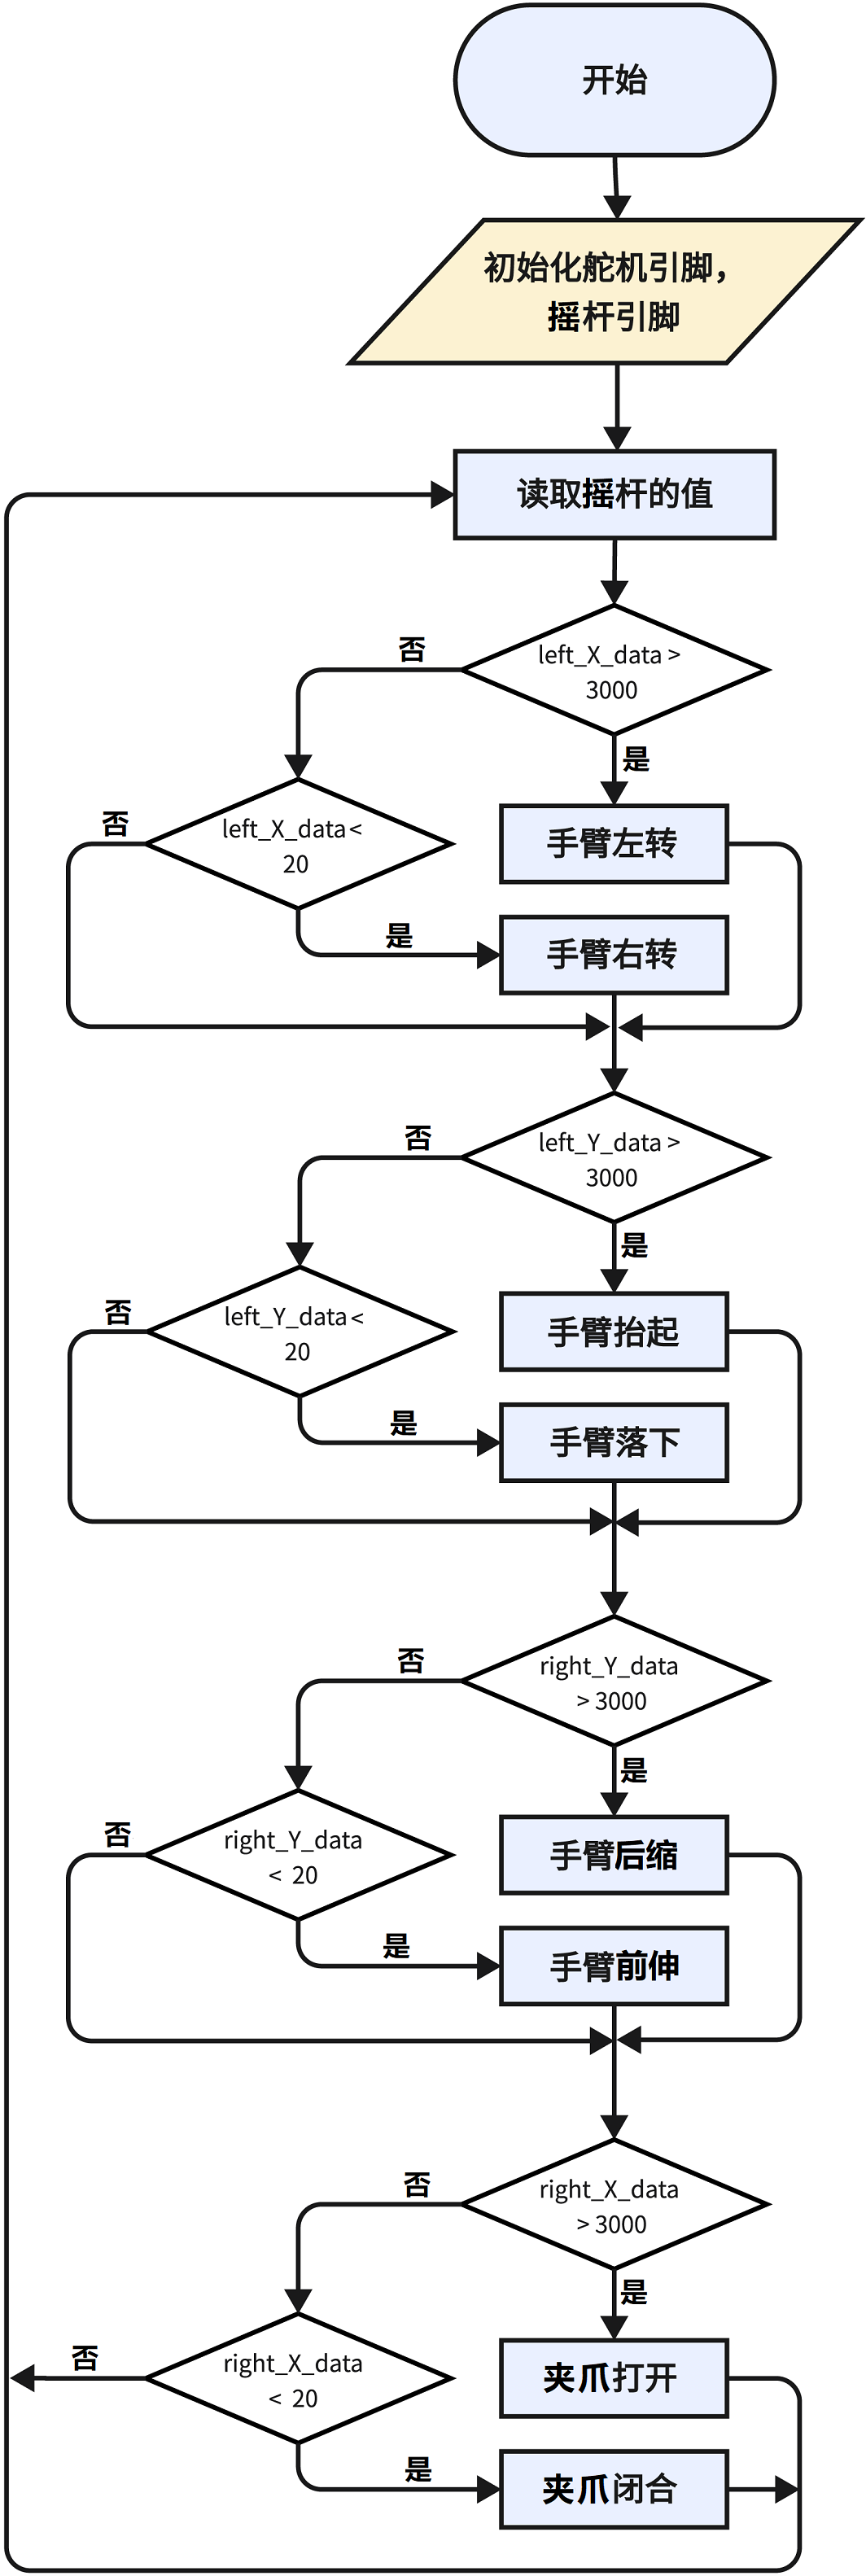 开始
初始化舵机引脚，
摇杆引脚
读取摇杆的值
left_X_data >
3000
否
是
left_X_data <
20
否
手臂左转
是
手臂右转
left_Y_data >
3000
否
是
left_Y_data <
20
否
手臂抬起
是
手臂落下
right_Y_data
> 3000
否
是
right_Y_data
< 20
否
手臂后缩
是
手臂前伸
right_X_data
> 3000
否
是
right_X_data
< 20
否
夹爪打开
是
夹爪闭合